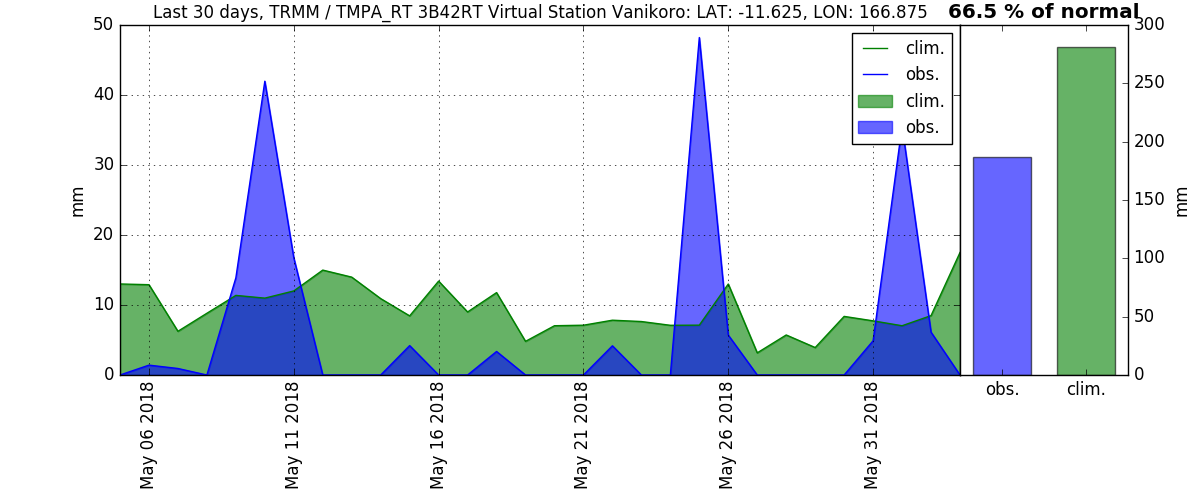 Last 30 days, TRMM / TMPA_RT 3B42RT Virtual Station Vanikoro: LAT: -11.625, LON: 166.875
66.5 % of normal
50
40
30
20
10
0
mm
clim.
obs.
clim.
obs.
May 06 2018
May 11 2018
May 16 2018
May 21 2018
May 26 2018
May 31 2018
300
250
200
150
100
50
0
mm
obs.
clim.